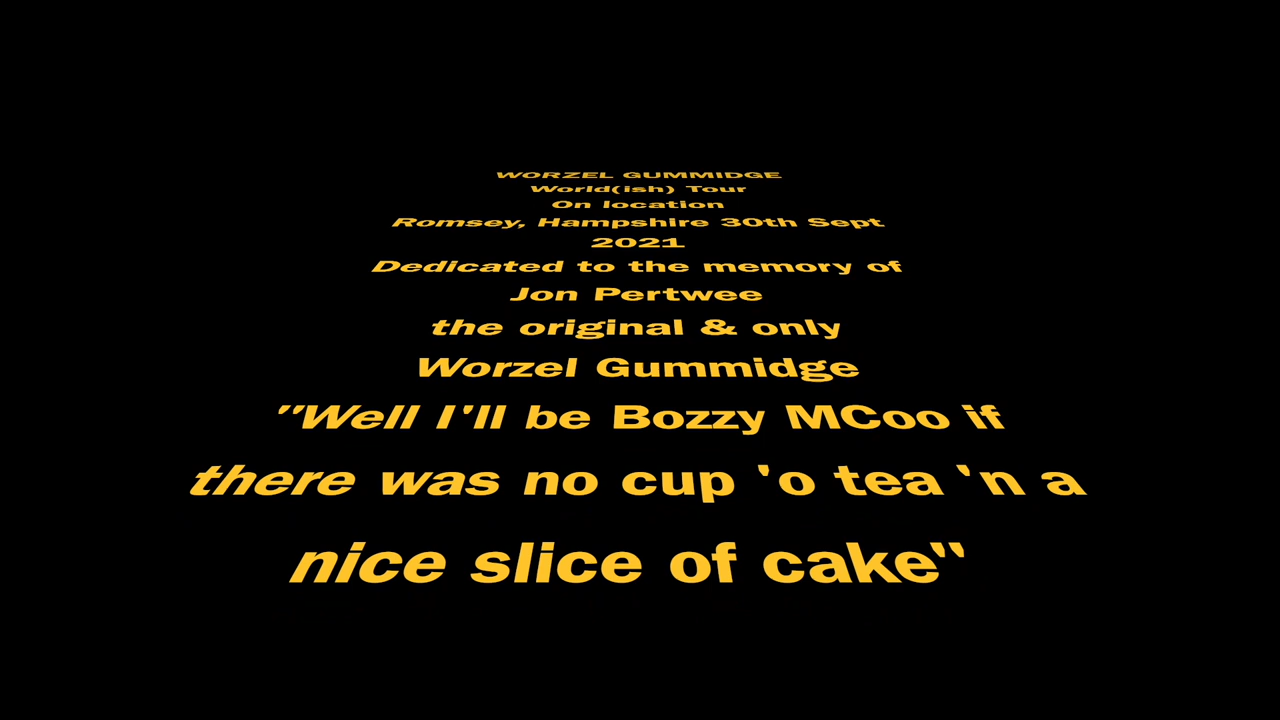 WORZEL GUMMIDGE
World(ish) Tour
On location
Romsey, Hampshire 30th Sept
2021
Dedicated to the memory of
Jon Pertwee
the original & only
Worzel Gummidge
"Well I'll be Bozzy MCoo if
there was no cup 'o tea 'n a
nice slice of cake"